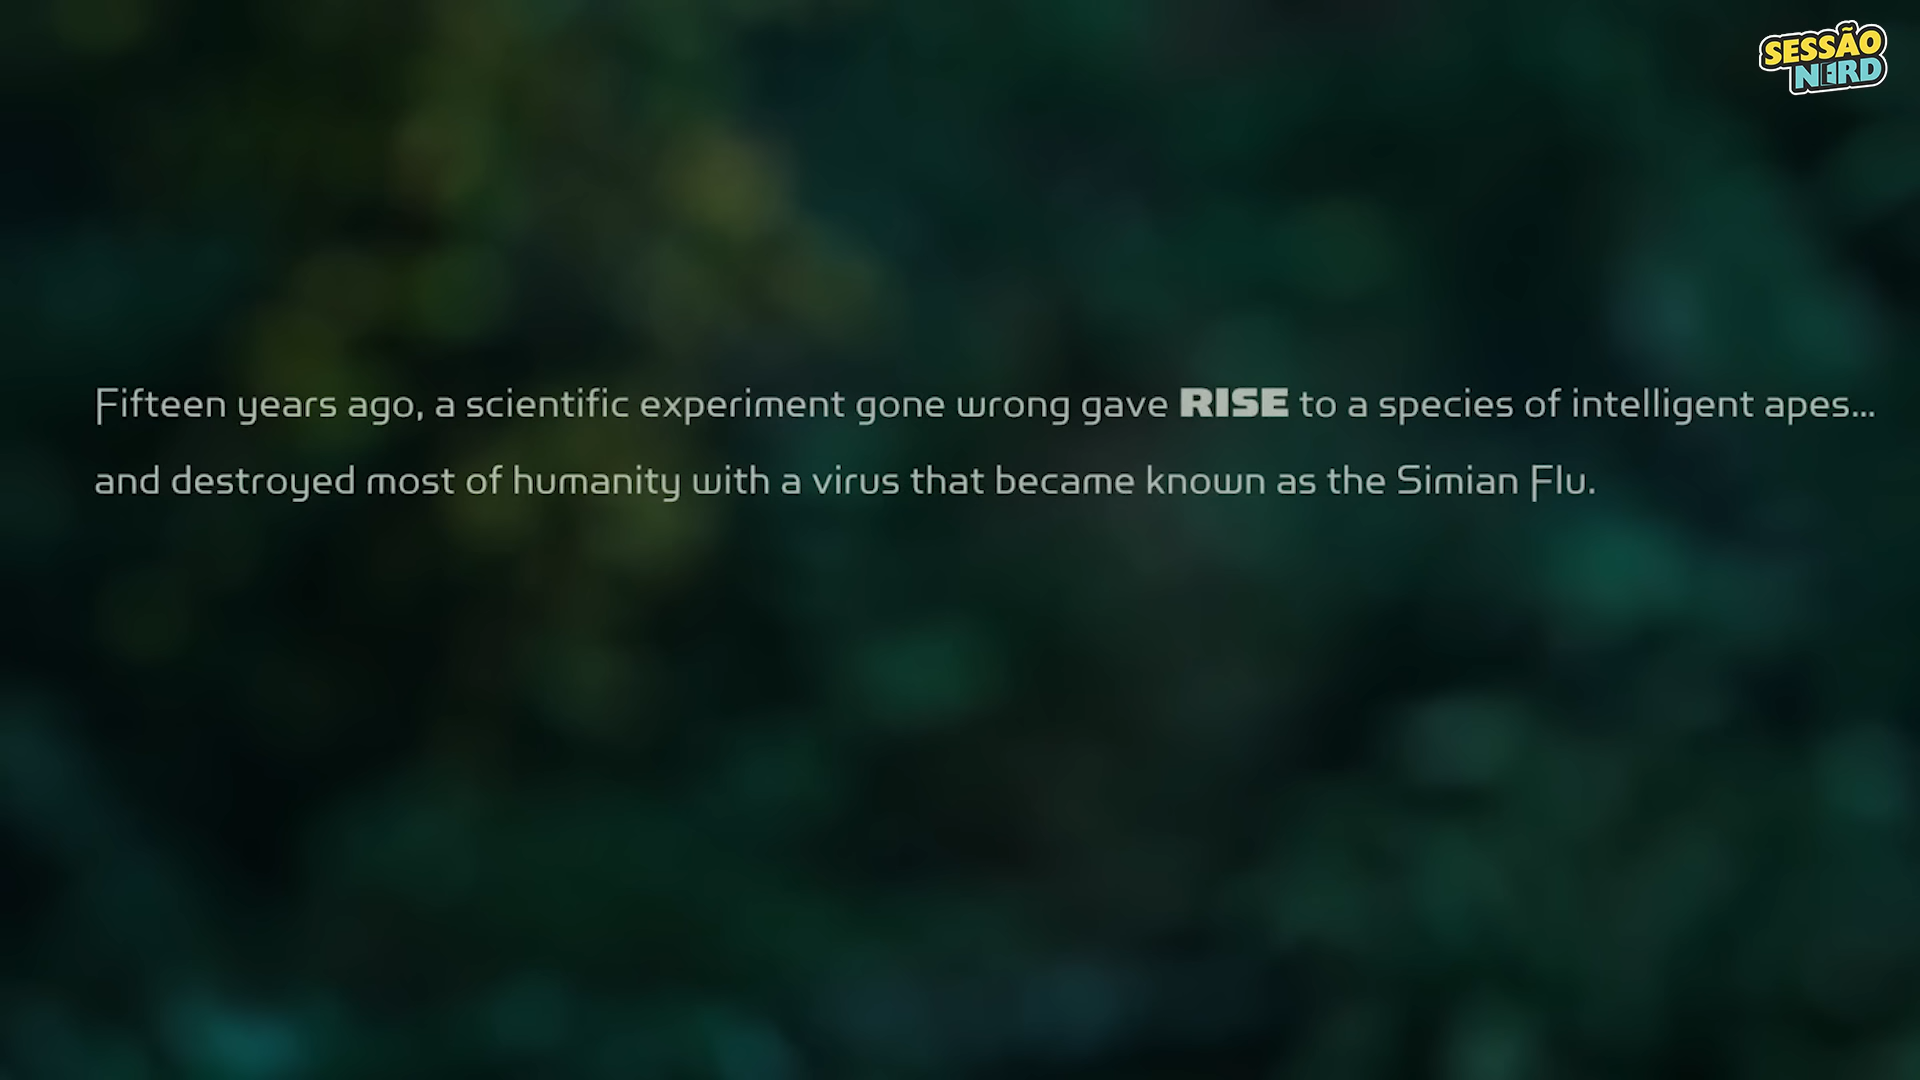 SESSÃO
NERD
Fifteen years ago, a scientific experiment gone wrong gave RISE to a species of intelligent apes...
and destroyed most of humanity with a virus that became known as the Simian Flu.